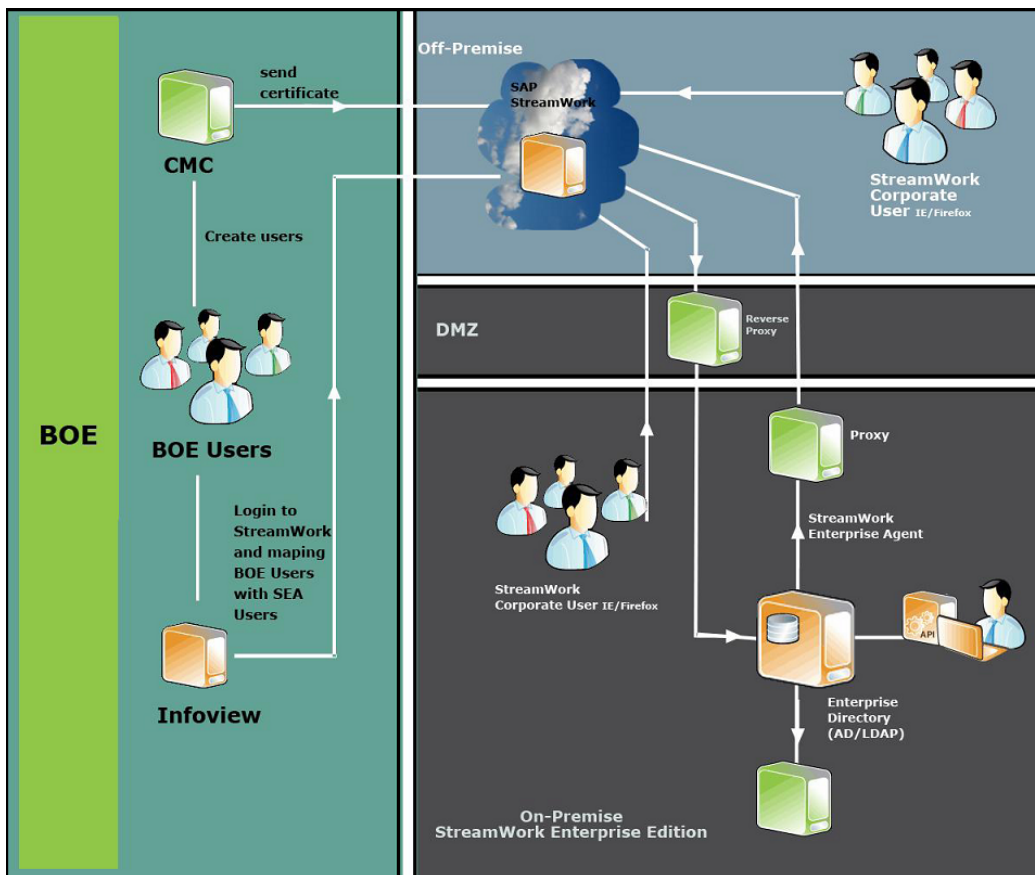 BOE
send
certificate
CMC
Create users
BOE Users
Login to
StreamWork
and maping
BOE Users
with SEA
Users
Infoview
Off-Premise
SAP
StreamWork
StreamWork
Corporate
User IE/Firefox
DMZ
Reverse
Proxy
StreamWork
Corporate User IE/Firefox
Proxy
StreamWork
Enterprise Agent
API
Enterprise
Directory
(AD/LDAP)
On-Premise
StreamWork Enterprise Edition